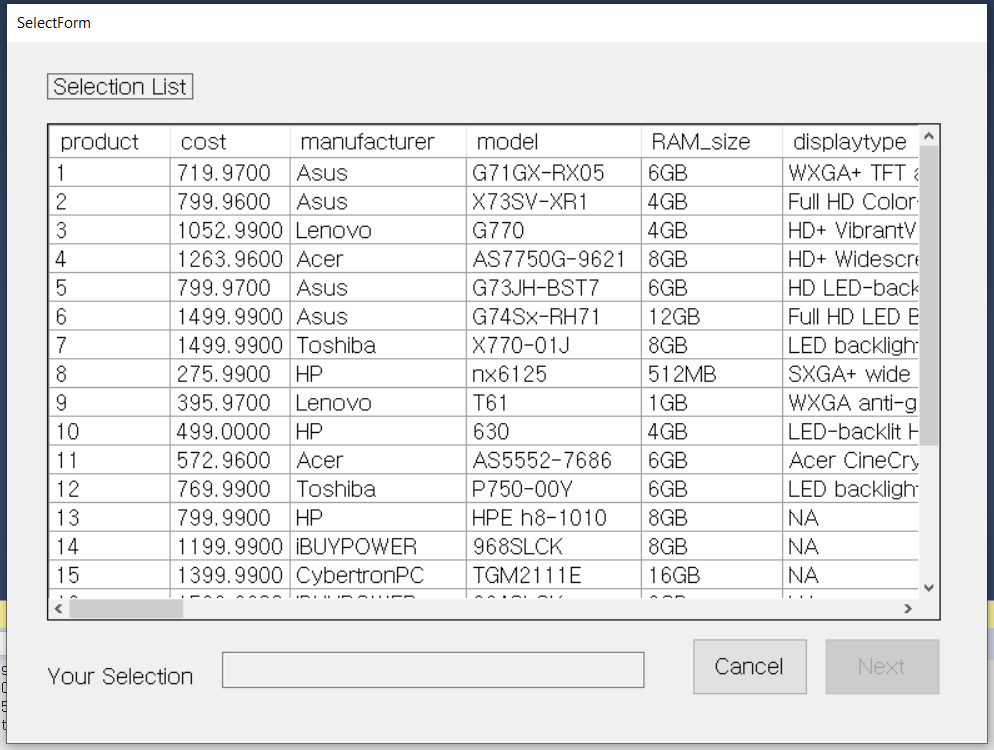 SelectForm
Selection List
product cost manufacturer model RAM_size displaytype
1 719.9700 Asus G71GX-RX05 6GB WXGA+ TFT
2 799.9600 Asus X73SV-XR1 4GB Full HD Color
3 1052.9900 Lenovo G770 4GB HD+ VibrantV
4 1263.9600 Acer AS7750G-9621 8GB HD+ Widescre
5 799.9700 Asus G73JH-BST7 6GB HD LED-back
6 1499.9900 Asus G74Sx-RH71 12GB Full HD LED B
7 1499.9900 Toshiba X770-01J 8GB LED backligh
8 275.9900 HP nx6125 512MB SXGA+ wide
9 395.9700 Lenovo T61 1GB WXGA anti-g
10 499.0000 HP 630 4GB LED-backlit H
11 572.9600 Acer AS5552-7686 6GB Acer CineCry
12 769.9900 Toshiba P750-00Y 6GB LED backligh
13 799.9900 HP HPE h8-1010 8GB NA
14 1199.9900 iBUYPOWER 968SLCK 8GB NA
15 1399.9900 CybertronPC TGM2111E 16GB NA
Your Selection
Cancel
Next